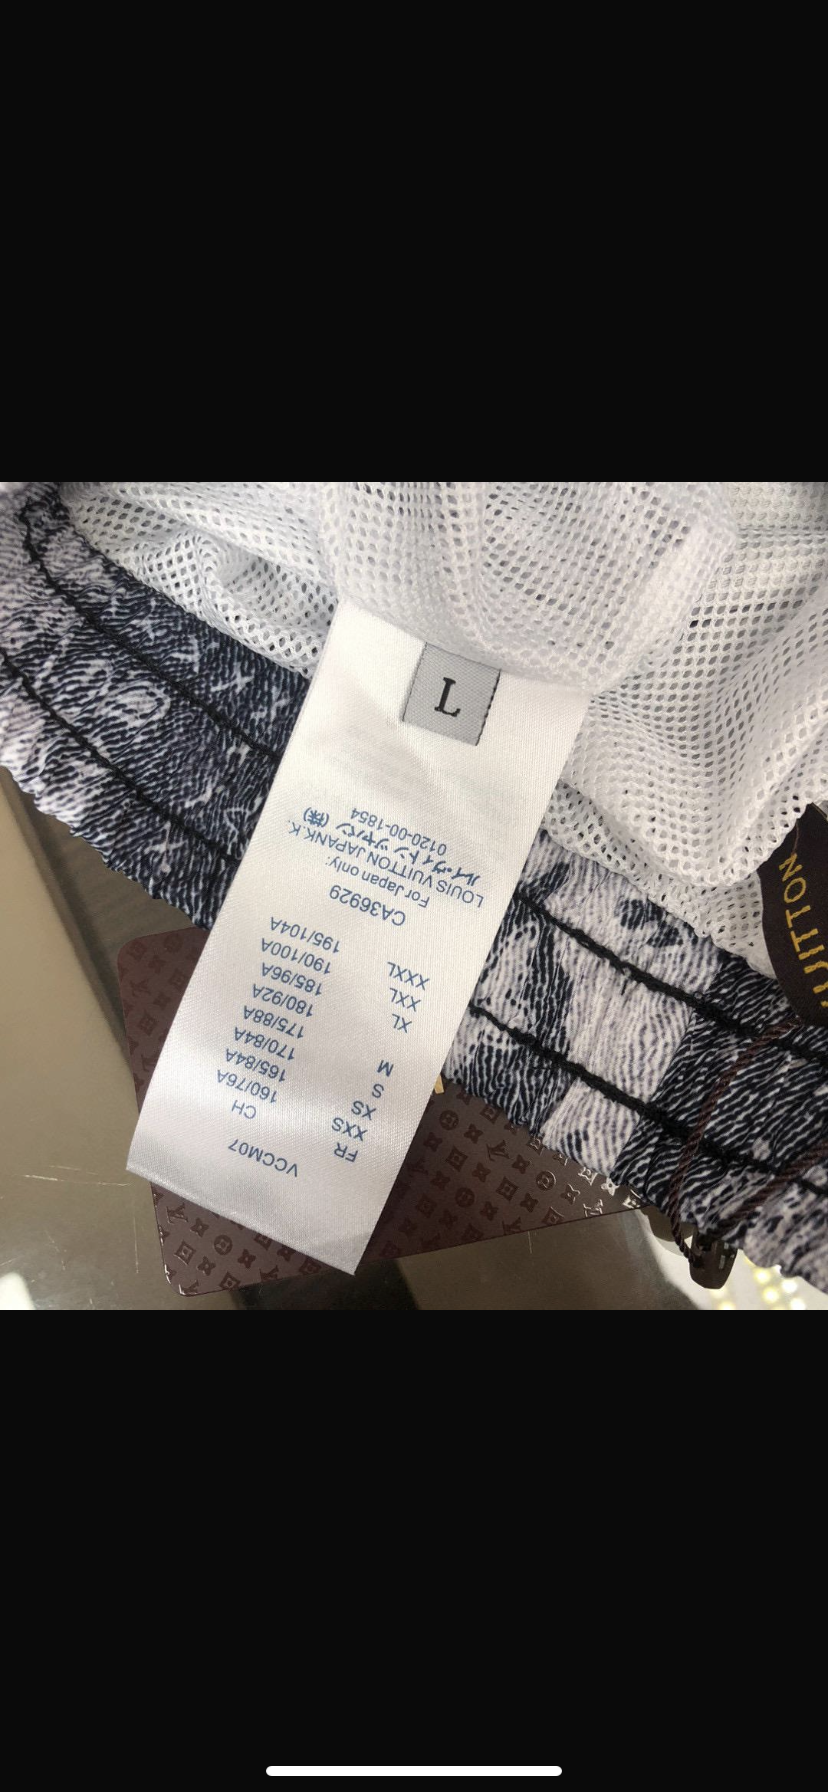 VCCM07
FR CH
XXS 160/76A
XS 165/84A
S 170/84A
M 175/88A
180/92A
XL 185/96A
XXL 190/100A
XXXL 195/104A
CA36929
For Japan only:
LOUIS VUITTON JAPANK.K.
ルイ・ヴィトン ジャパン (株)
0120-00-1854
L
VUITTON